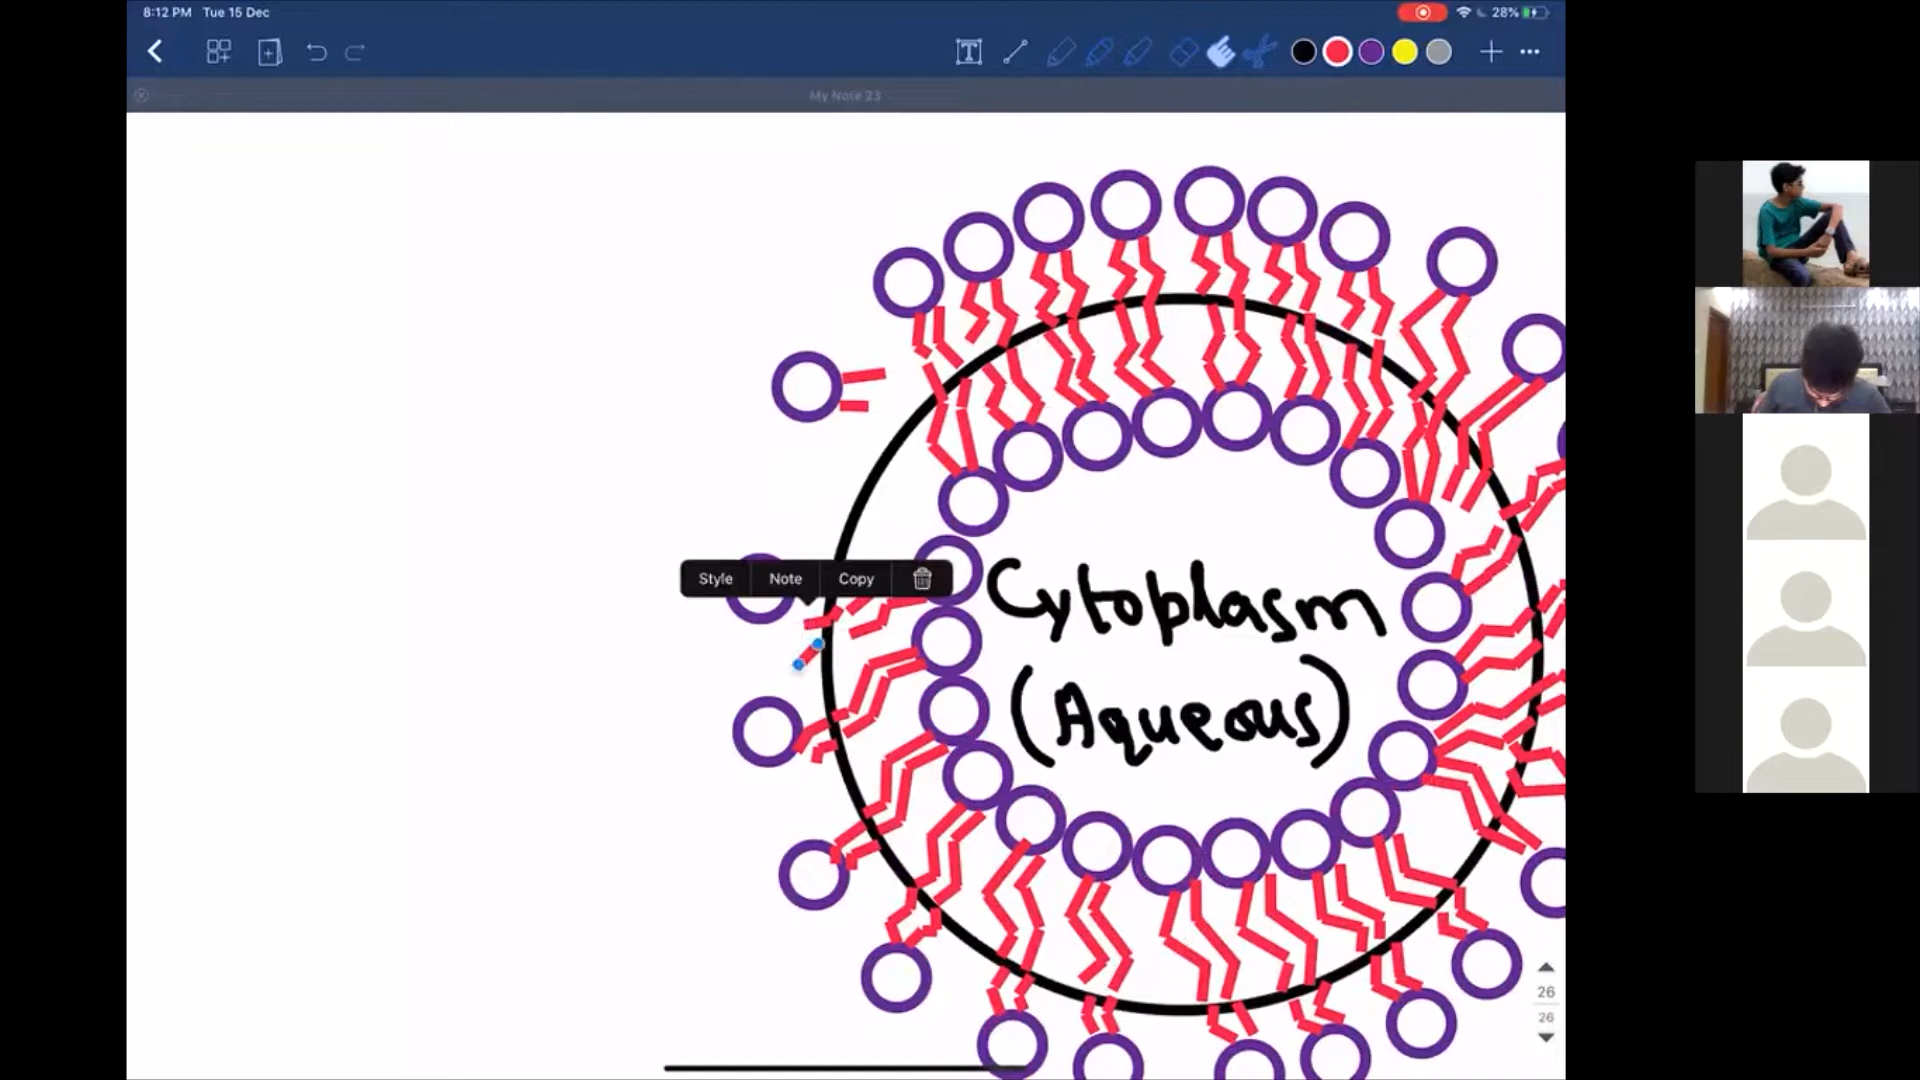 8:12 PM Tue 15 Dec
28%
T
My Note 23
Style Note Copy
Cytoplasm
(Aqueous)
26
26